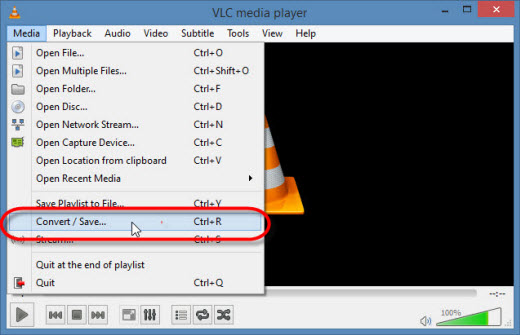 VLC media player
Media Playback Audio Video Subtitle Tools View Help
Open File... Ctrl+O
Open Multiple Files... Ctrl+Shift+O
Open Folder... Ctrl+F
Open Disc... Ctrl+D
Open Network Stream... Ctrl+N
Open Capture Device... Ctrl+C
Open Location from clipboard Ctrl+V
Open Recent Media
Save Playlist to File... Ctrl+Y
Convert / Save... Ctrl+R
Stream... Ctrl+S
Quit at the end of playlist
Quit Ctrl+Q
--:--
100%